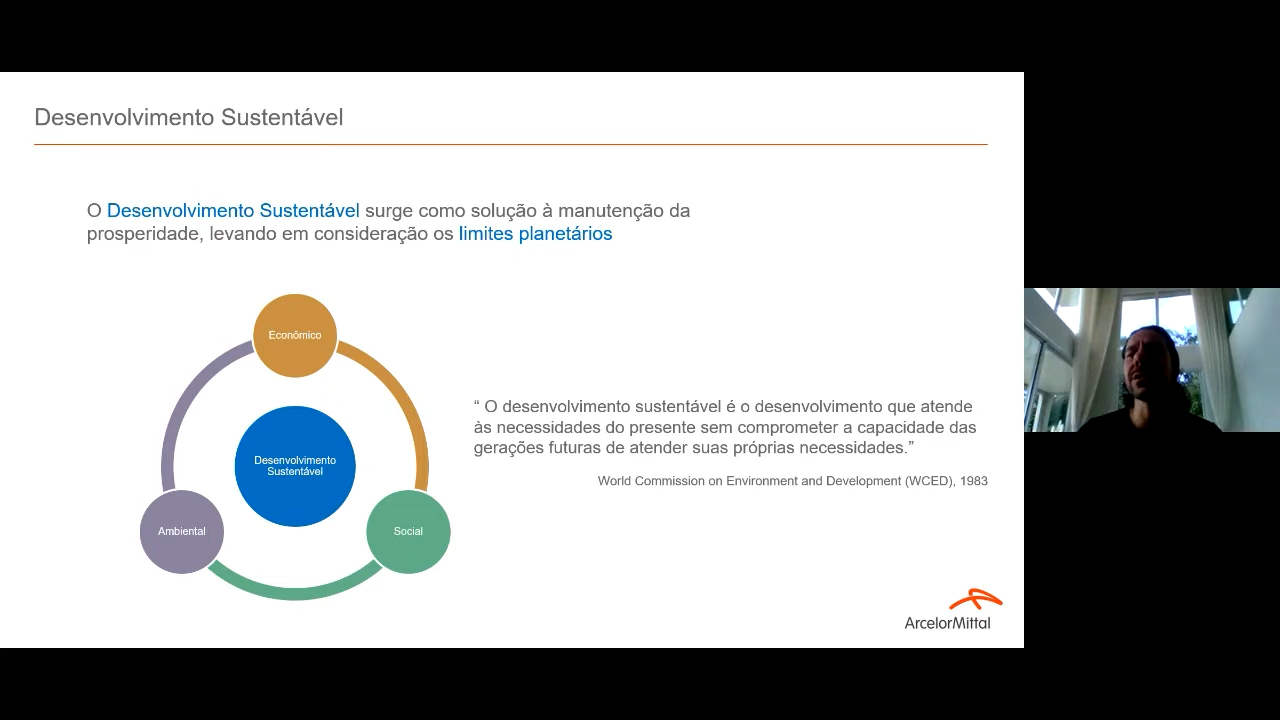 Desenvolvimento Sustentável
O Desenvolvimento Sustentável surge como solução à manutenção da
prosperidade, levando em consideração os limites planetários
Econômico
Desenvolvimento
Sustentável
Ambiental
Social
“ O desenvolvimento sustentável é o desenvolvimento que atende
às necessidades do presente sem comprometer a capacidade das
gerações futuras de atender suas próprias necessidades.”
World Commission on Environment and Development (WCED), 1983
ArcelorMittal